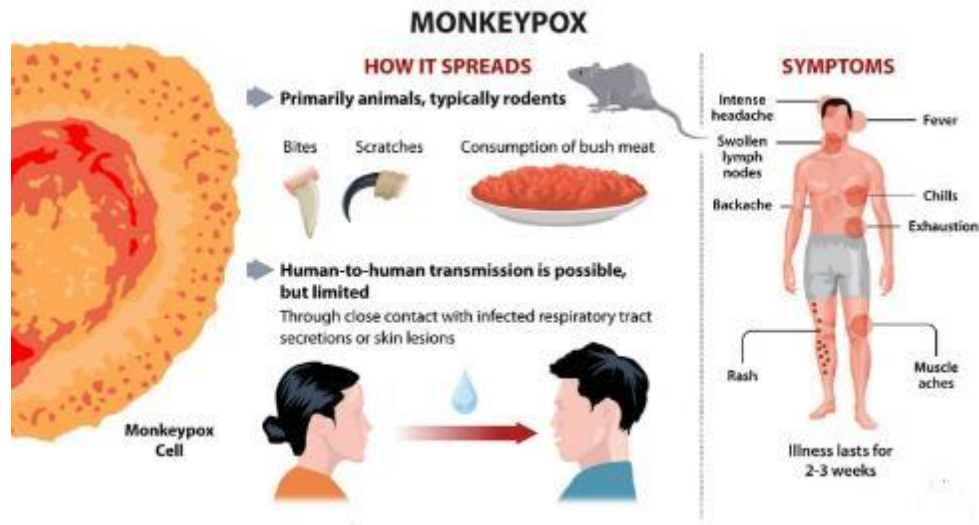 MONKEYPOX
HOW IT SPREADS
Primarily animals, typically rodents
Bites
Scratches
Consumption of bush meat
Human-to-human transmission is possible,
but limited
Through close contact with infected respiratory tract
secretions or skin lesions
Monkeypox
Cell
SYMPTOMS
Intense
headache
Fever
Swollen
lymph
nodes
Chills
Backache
Exhaustion
Rash
Muscle
aches
Illness lasts for
2-3 weeks